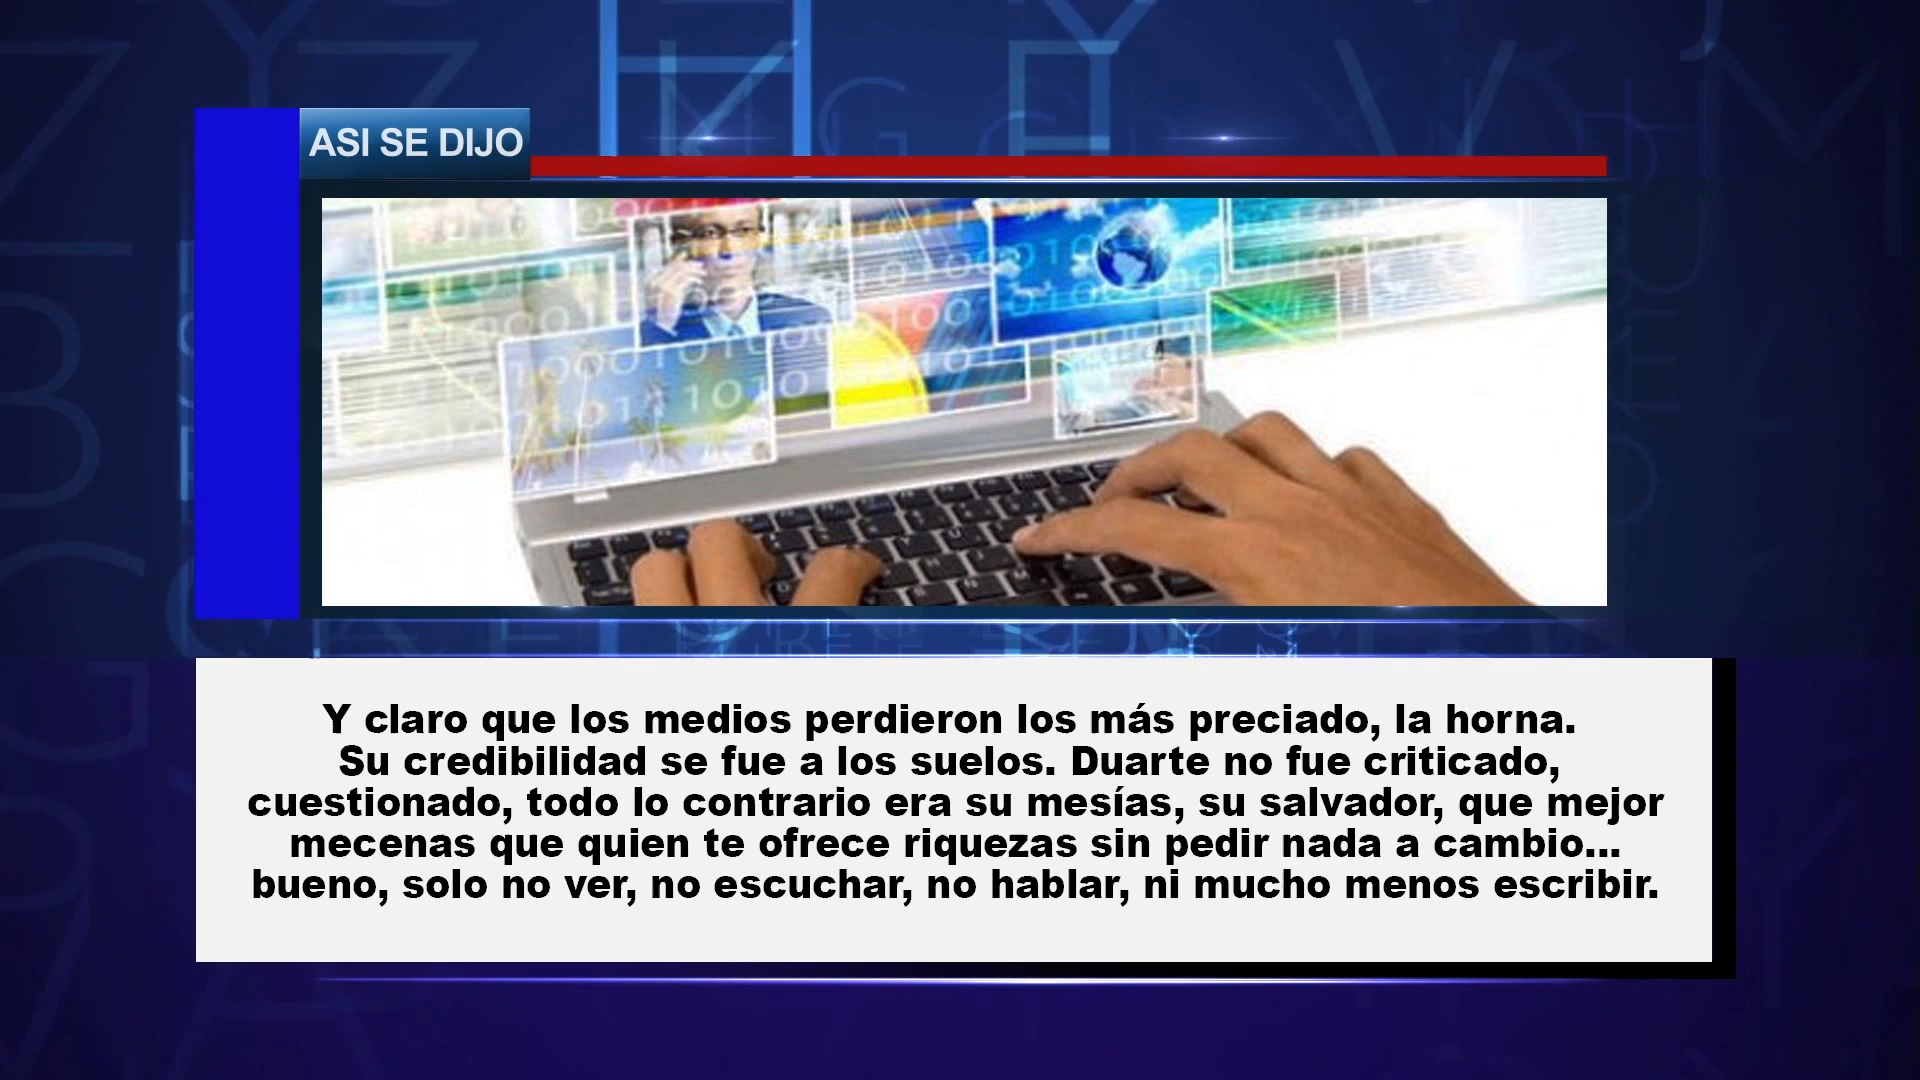 ASI SE DIJO
Y claro que los medios perdieron los más preciado, la horna.
Su credibilidad se fue a los suelos. Duarte no fue criticado,
cuestionado, todo lo contrario era su mesías, su salvador, que mejor
mecenas que quien te ofrece riquezas sin pedir nada a cambio...
bueno, solo no ver, no escuchar, no hablar, ni mucho menos escribir.